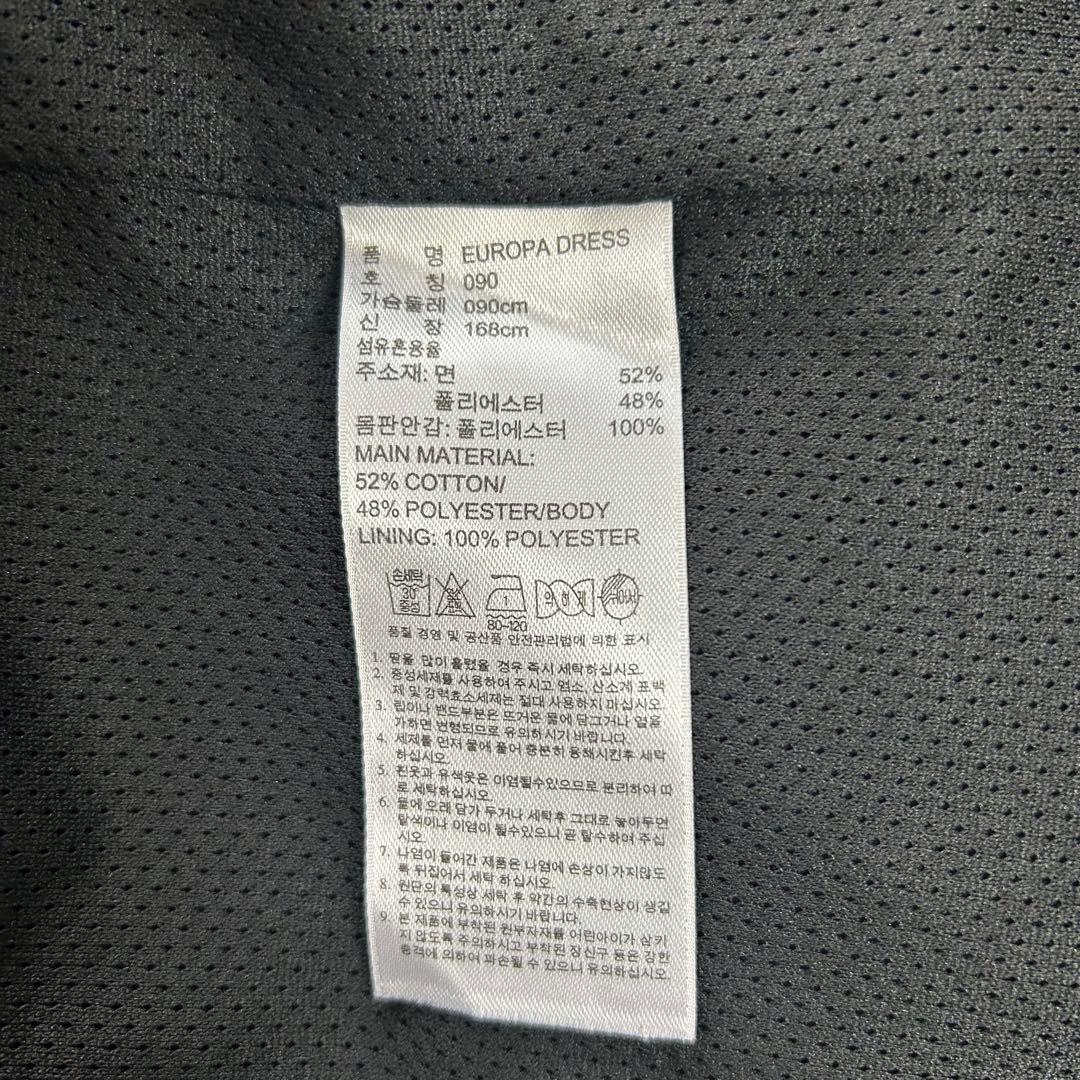 품 명 EUROPA DRESS
호 칭 090
가슴둘레 090cm
신 장 168cm
섬유혼용율
주소재: 면 52%
폴리에스터 48%
몸판안감: 폴리에스터 100%
MAIN MATERIAL:
52% COTTON/
48% POLYESTER/BODY
LINING: 100% POLYESTER
손세탁
30
중성
1
80~120
품질 경영 및 공산품 안전관리법에 의한 표시
1. 땀을 많이 흘렸을 경우 즉시 세탁하십시오.
2. 중성세제를 사용하여 주시고 염소, 산소계 표백
제 및 강력효소세제는 절대 사용하지 마십시오.
3. 립이나 밴드부분은 뜨거운 물에 담그거나 열을
가하면 변형되므로 유의하시기 바랍니다.
4. 세제를 먼저 물에 풀어 충분히 용해시킨후 세탁
하십시오.
5. 흰옷과 유색옷은 이염될수있으므로 분리하여 따
로 세탁하십시오.
6. 물에 오래 담가 두거나 세탁후 그대로 놓아두면
탈색이나 이염이 될수있으니 곧 탈수하여 주십
시오.
7. 나염이 들어간 제품은 나염에 손상이 가지않도
록 뒤집어서 세탁 하십시오.
8. 원단의 특성상 세탁 후 약간의 수축현상이 생길
수 있으니 유의하시기 바랍니다.
9. 본 제품에 부착된 원부자재를 어린아이가 삼키
지 않도록 주의하시고 부착된 장신구 등은 강한
충격에 의하여 파손될 수 있으니 유의하십시오.